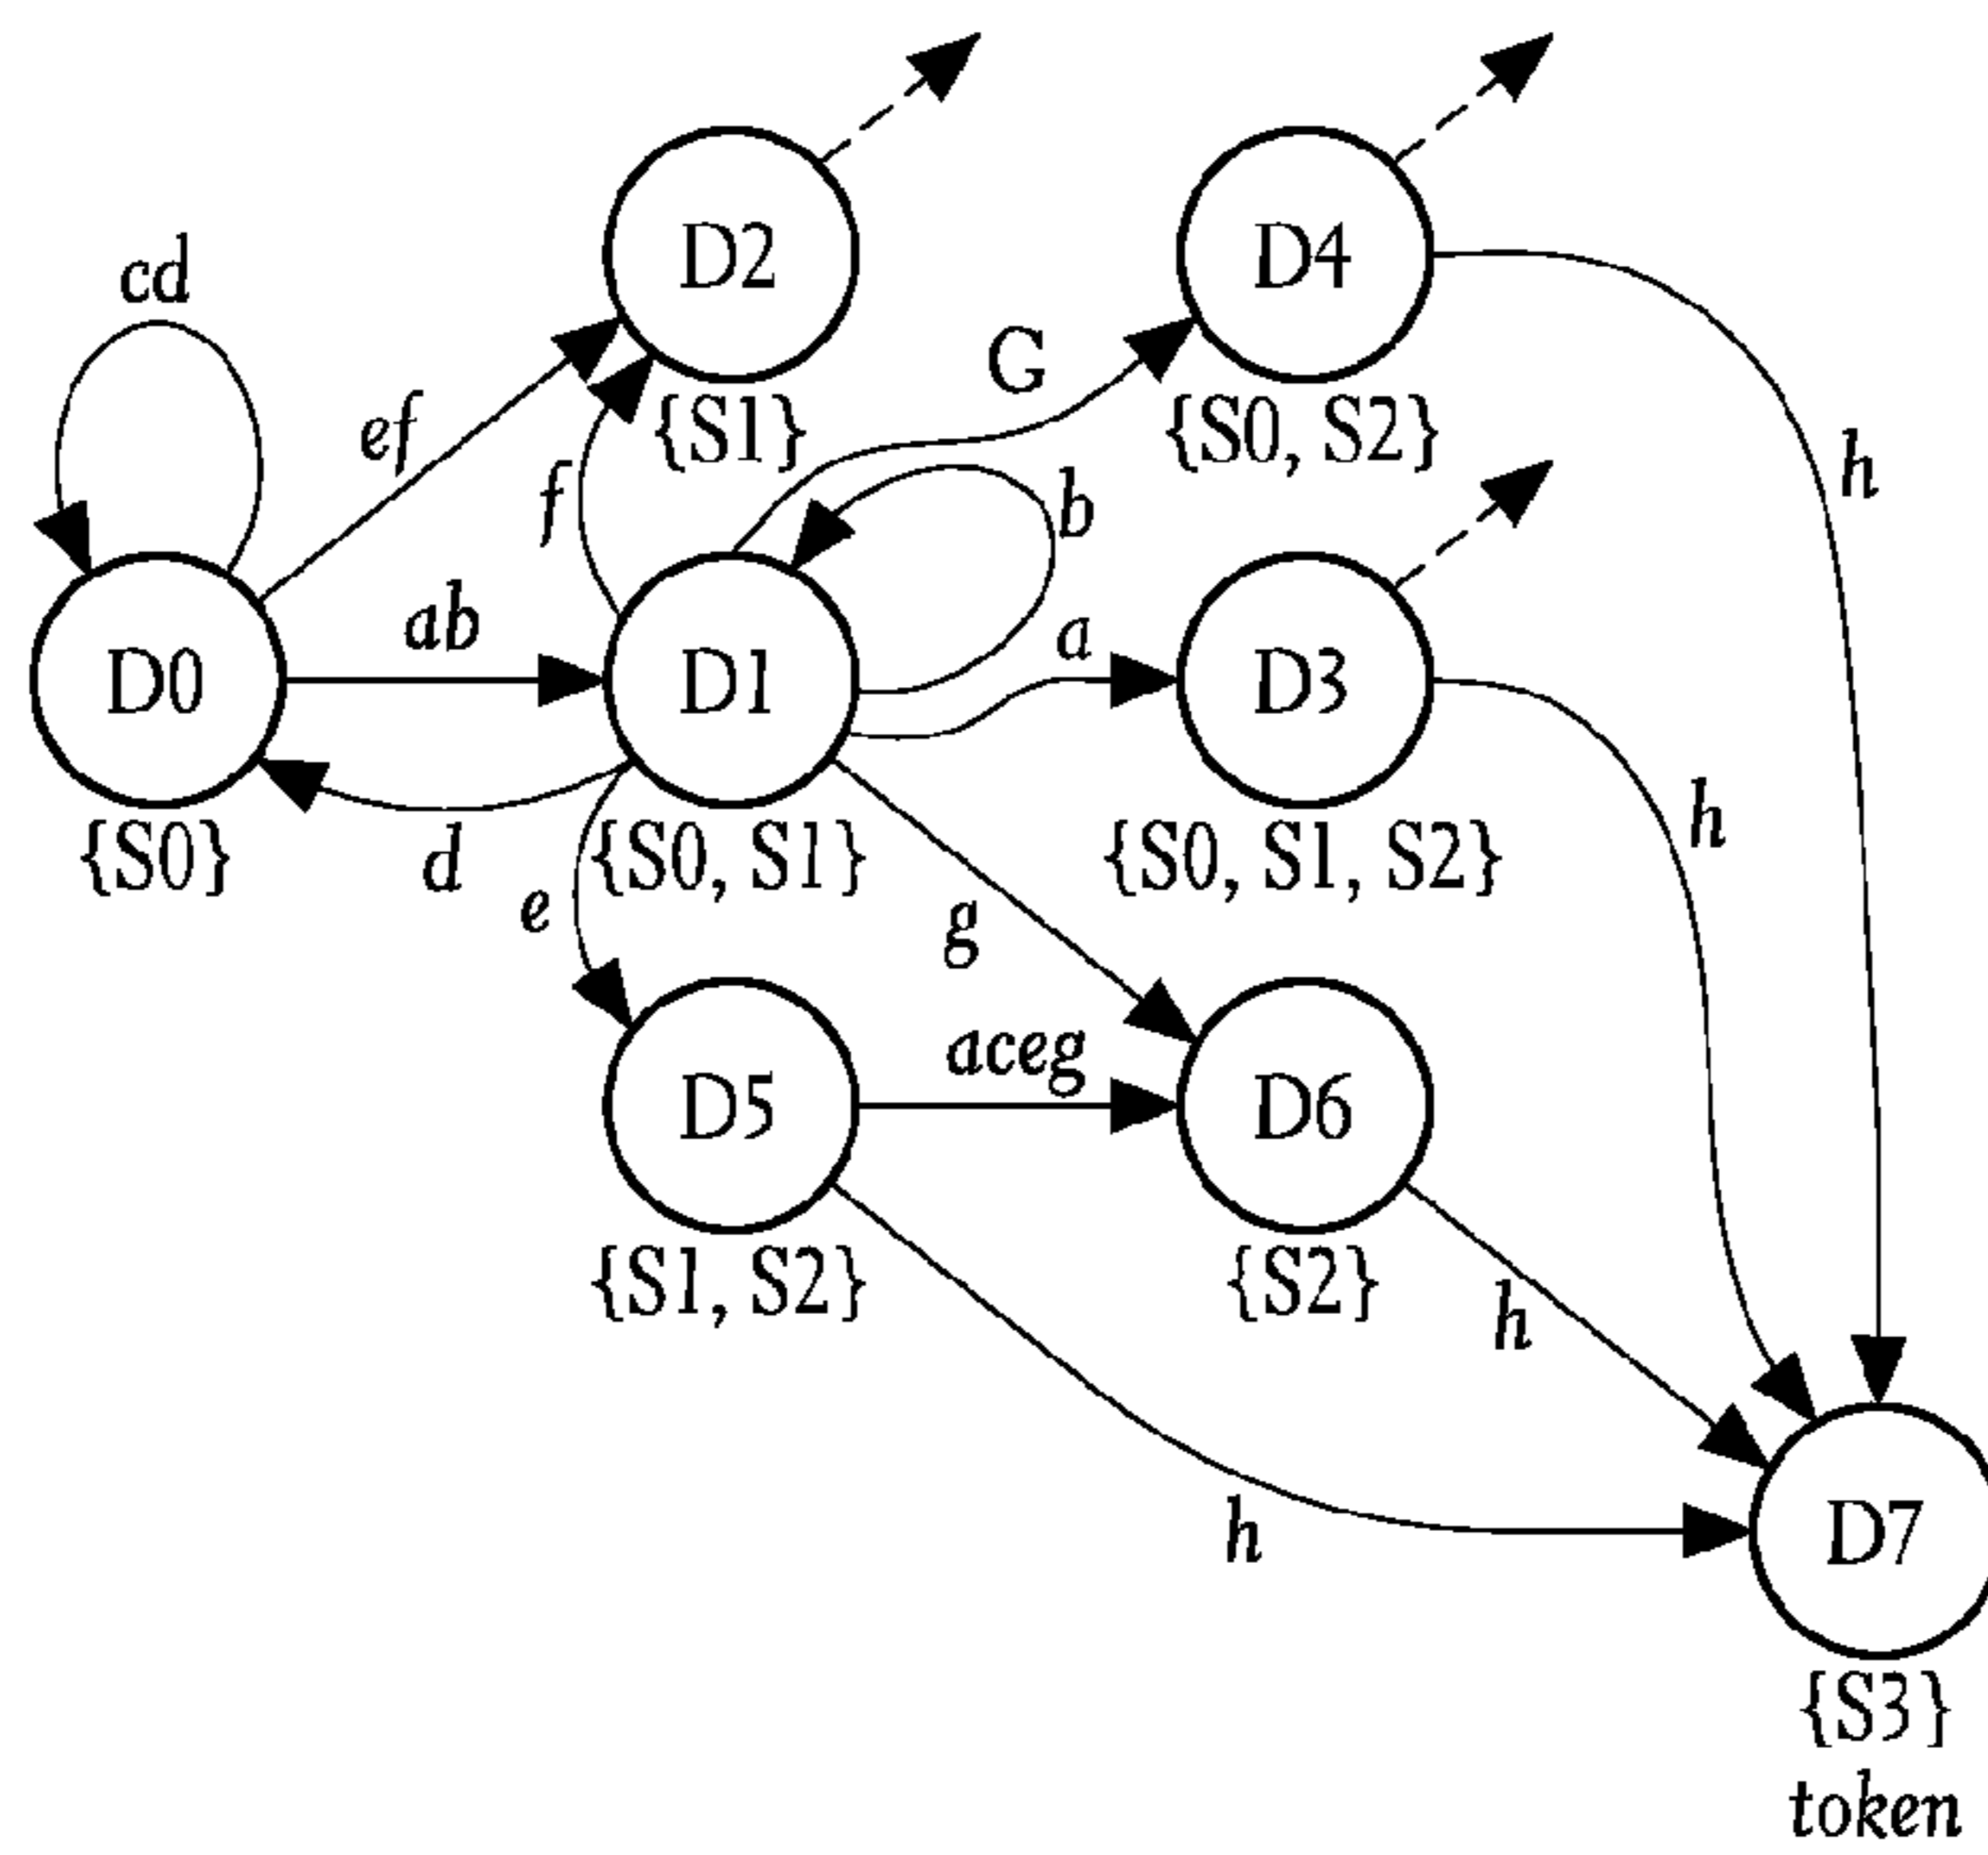 cd
D2
D4
ef
G
{S1}
{S0, S2}
f
b
h
ab
a
D0
D1
D3
h
{S0}
d
{S0, S1}
{S0, S1, S2}
e
g
aceg
D5
D6
{S1, S2}
{S2}
h
h
D7
{S3}
token